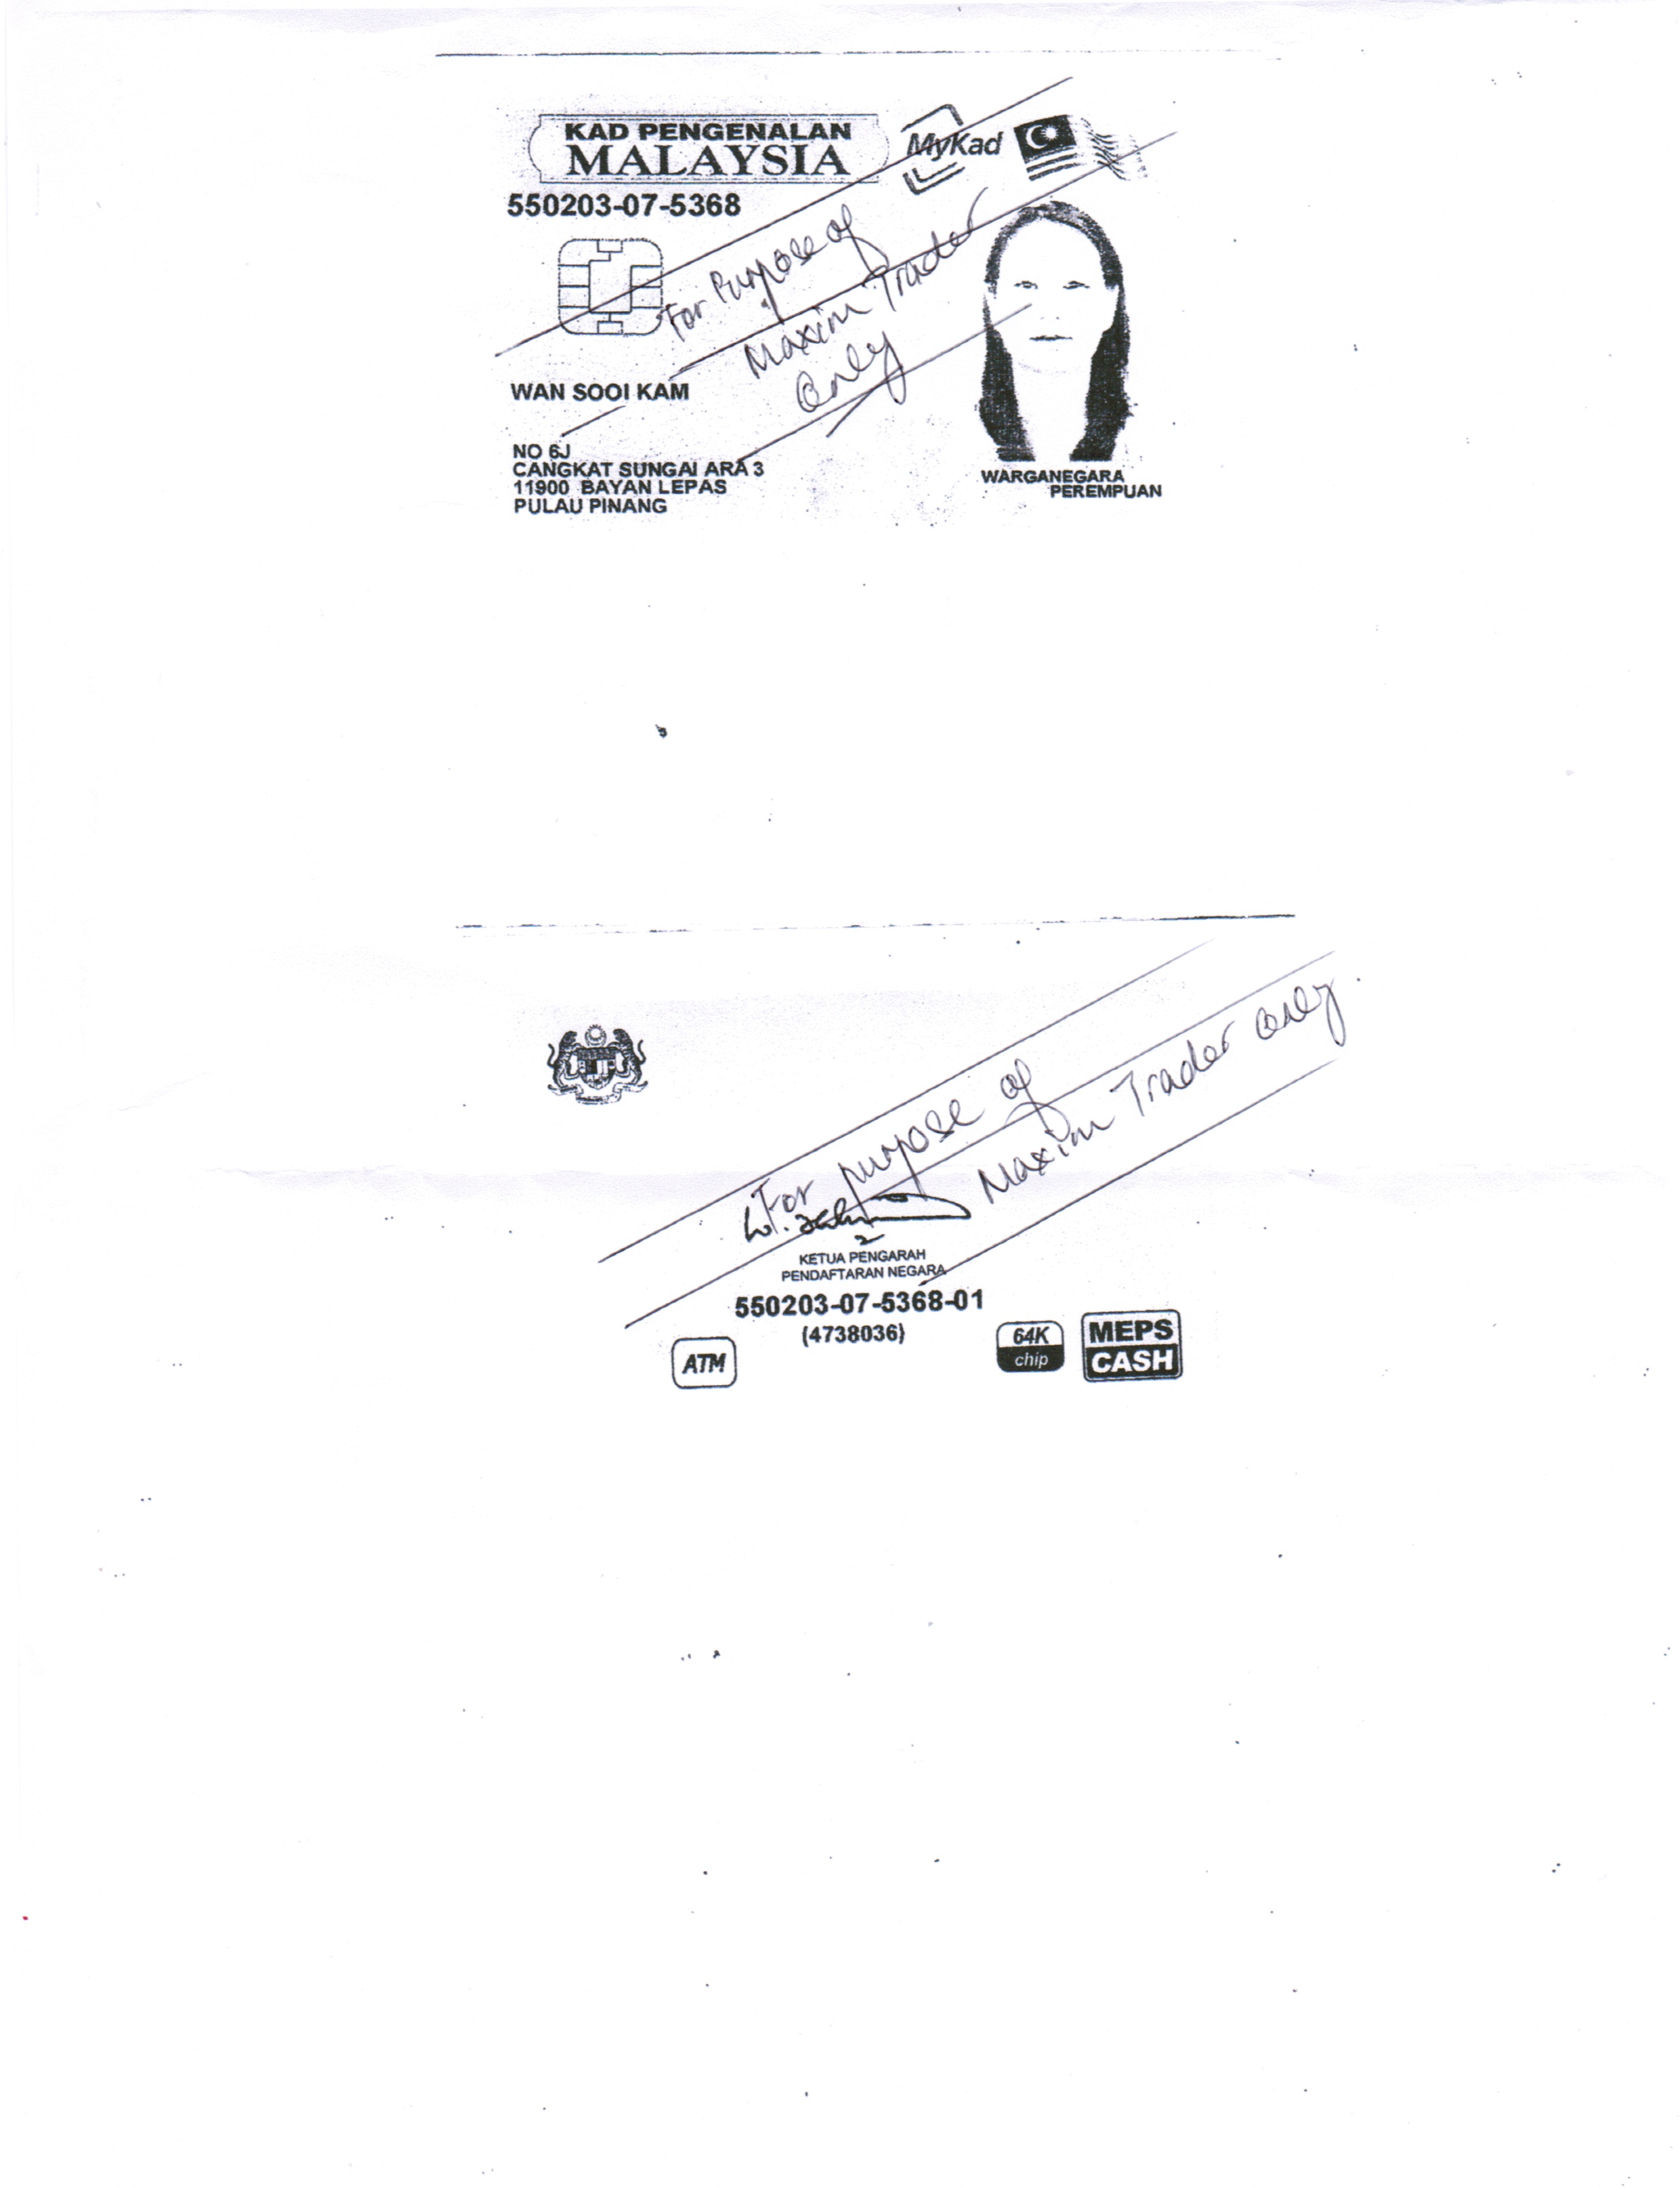 KAD PENGENALAN
MALAYSIA
MyKad
550203-07-5368
For Purpose of
Maxim Trader
Only
WAN SOOI KAM
NO 6J
CANGKAT SUNGAI ARA 3
11900 BAYAN LEPAS
PULAU PINANG
WARGANEGARA
PEREMPUAN
For purpose of
Maxim Trader only
KETUA PENGARAH
PENDAFTARAN NEGARA
550203-07-5368-01
(4738036)
ATM
64K
chip
MEPS
CASH